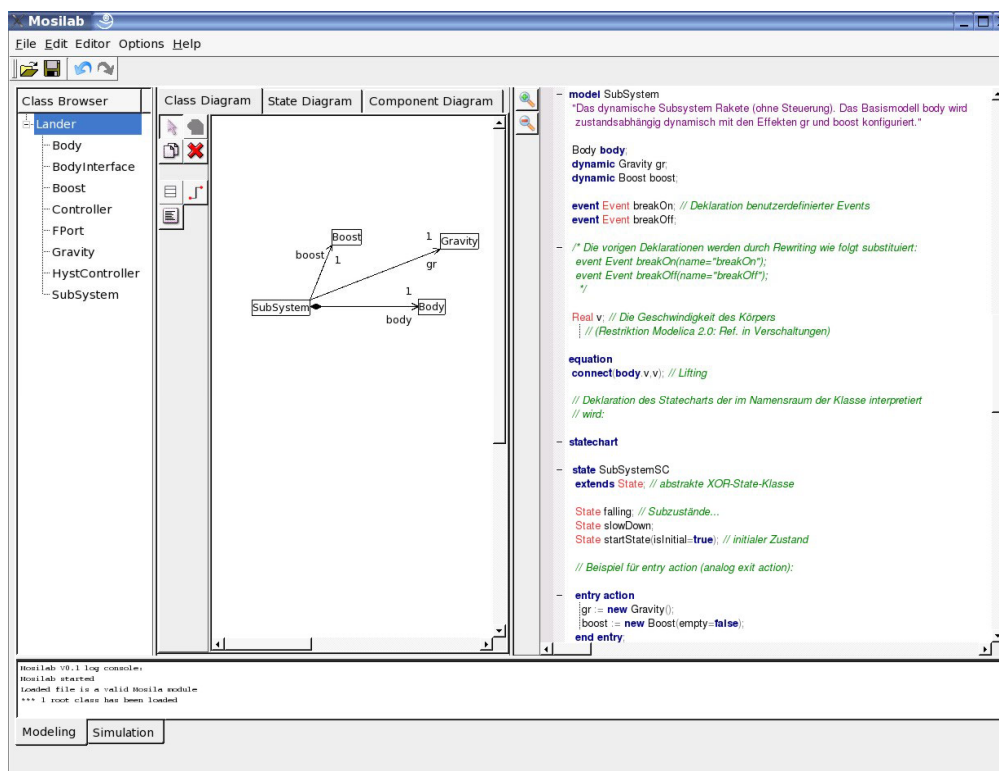 Mosilab
File Edit Editor Options Help
Class Browser
Lander
Body
BodyInterface
Boost
Controller
FPort
Gravity
HystController
SubSystem
Class Diagram State Diagram Component Diagram
Boost
boost
1
1
Gravity
gr
SubSystem
1
Body
body
model SubSystem
"Das dynamische Subsystem Rakete (ohne Steuerung). Das Basismodell body wird
zustandsabhängig dynamisch mit den Effekten gr und boost konfiguriert."
Body body;
dynamic Gravity gr;
dynamic Boost boost;
event Event breakOn; // Deklaration benutzerdefinierter Events
event Event breakOff;
/* Die vorigen Deklarationen werden durch Rewriting wie folgt substituiert:
event Event breakOn(name="breakOn");
event Event breakOff(name="breakOff");
*/
Real v; // Die Geschwindigkeit des Körpers
// (Restriktion Modelica 2.0: Ref. in Verschaltungen)
equation
connect(body.v,v); // Lifting
// Deklaration des Statecharts der im Namensraum der Klasse interpretiert
// wird:
statechart
state SubSystemSC
extends State; // abstrakte XOR-State-Klasse
State falling; // Subzustände...
State slowDown;
State startState(isInitial=true); // initialer Zustand
// Beispiel für entry action (analog exit action):
entry action
gr := new Gravity();
boost := new Boost(empty=false);
end entry;
Mosilab V0.1 log console:
Mosilab started
Loaded file is a valid Mosila module
*** 1 root class has been loaded
Modeling Simulation